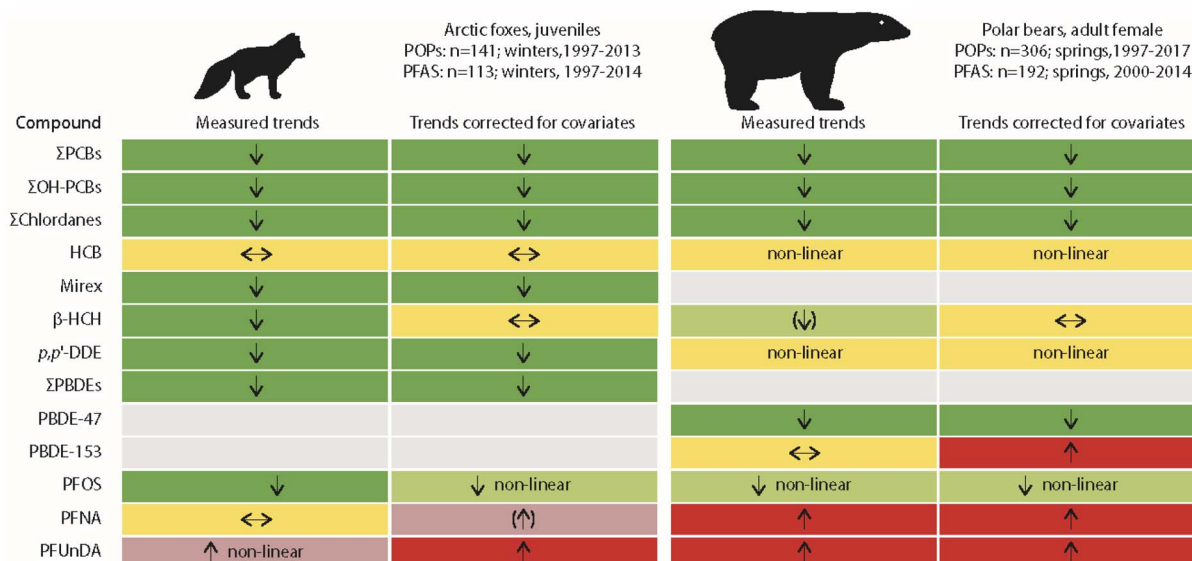 Arctic foxes, juveniles
POPs: n=141; winters,1997-2013
PFAS: n=113; winters, 1997-2014
Polar bears, adult female
POPs: n=306; springs,1997-2017
PFAS: n=192; springs, 2000-2014
Compound Measured trends Trends corrected for covariates Measured trends Trends corrected for covariates
ΣPCBs ↓ ↓ ↓ ↓
ΣOH-PCBs ↓ ↓ ↓ ↓
ΣChlordanes ↓ ↓ ↓ ↓
HCB ↔ ↔ non-linear non-linear
Mirex ↓ ↓
β-HCH ↓ ↔ (↓) ↔
p,p'-DDE ↓ ↓ non-linear non-linear
ΣPBDEs ↓ ↓
PBDE-47 ↓ ↓
PBDE-153 ↔ ↑
PFOS ↓ ↓ non-linear ↓ non-linear ↓ non-linear
PFNA ↔ (↑) ↑ ↑
PFUnDA ↑ non-linear ↑ ↑ ↑